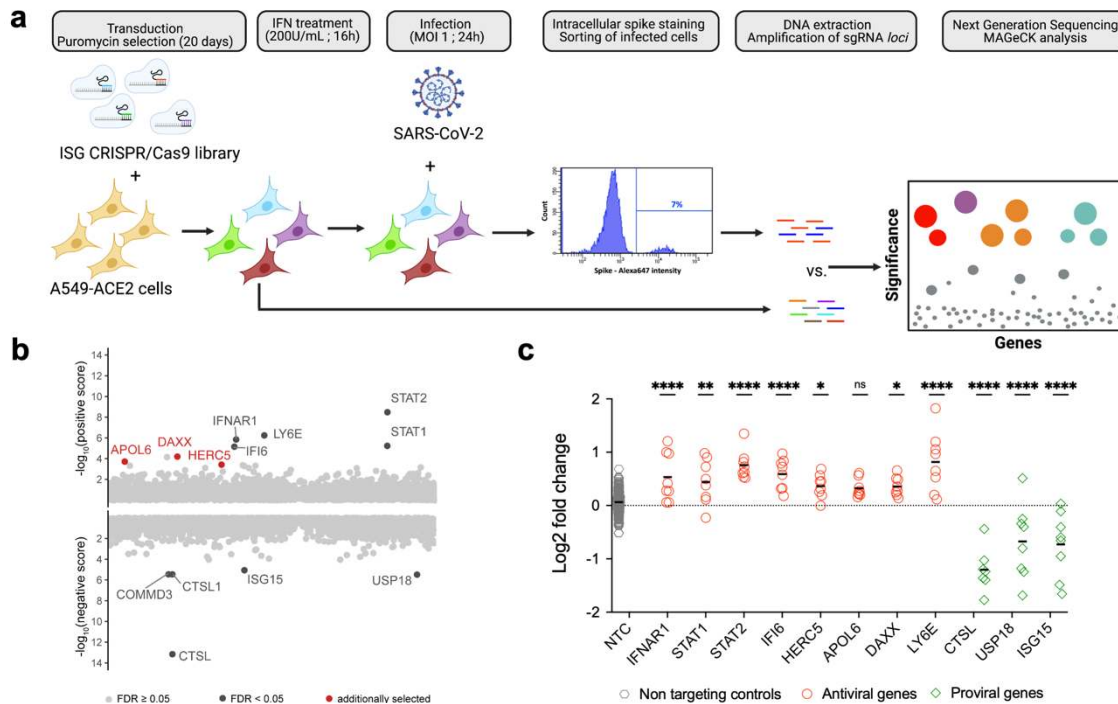 a
Transduction
Puromycin selection (20 days)
IFN treatment
(200U/mL ; 16h)
Infection
(MOI 1 ; 24h)
Intracellular spike staining
Sorting of infected cells
DNA extraction
Amplification of sgRNA loci
Next Generation Sequencing
MAGeCK analysis
ISG CRISPR/Cas9 library
+
A549-ACE2 cells
SARS-CoV-2
+
Count
200
150
100
50
0
7%
Spike - Alexa647 intensity
vs.
Significance
Genes
b
-log10(positive score)
14
12
10
8
6
4
2
STAT2
IFNAR1
LY6E
STAT1
DAXX
IFI6
APOL6
HERC5
-log10(negative score)
2
4
6
8
10
12
14
COMMD3
CTSL1
ISG15
USP18
CTSL
FDR ≥ 0.05
FDR < 0.05
additionally selected
c
**** ** **** **** * ns * **** **** **** ****
Log2 fold change
2
1
0
-1
-2
NTC
IFNAR1
STAT1
STAT2
IFI6
HERC5
APOL6
DAXX
LY6E
CTSL
USP18
ISG15
Non targeting controls
Antiviral genes
Proviral genes